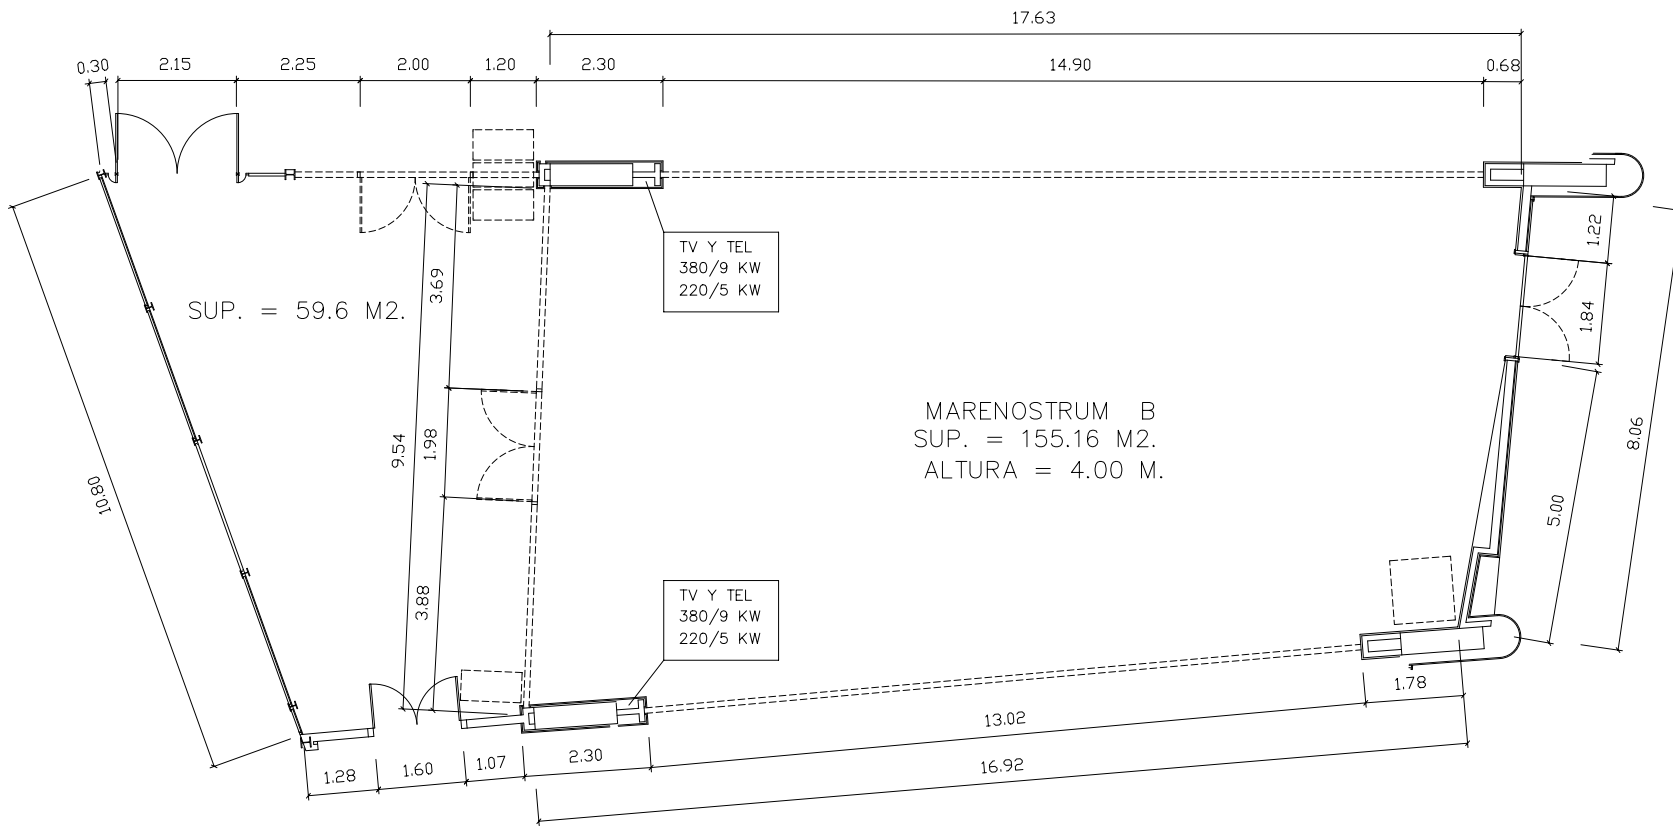 17.63
0.30
2.15
2.25
2.00
1.20
2.30
14.90
0.68
TV Y TEL
380/9 KW
220/5 KW
1.22
3.69
SUP. = 59.6 M2.
1.84
MARENOSTRUM B
SUP. = 155.16 M2.
ALTURA = 4.00 M.
8.06
9.54
1.98
10.80
5.00
TV Y TEL
380/9 KW
220/5 KW
3.88
1.78
13.02
2.30
1.07
1.60
1.28
16.92